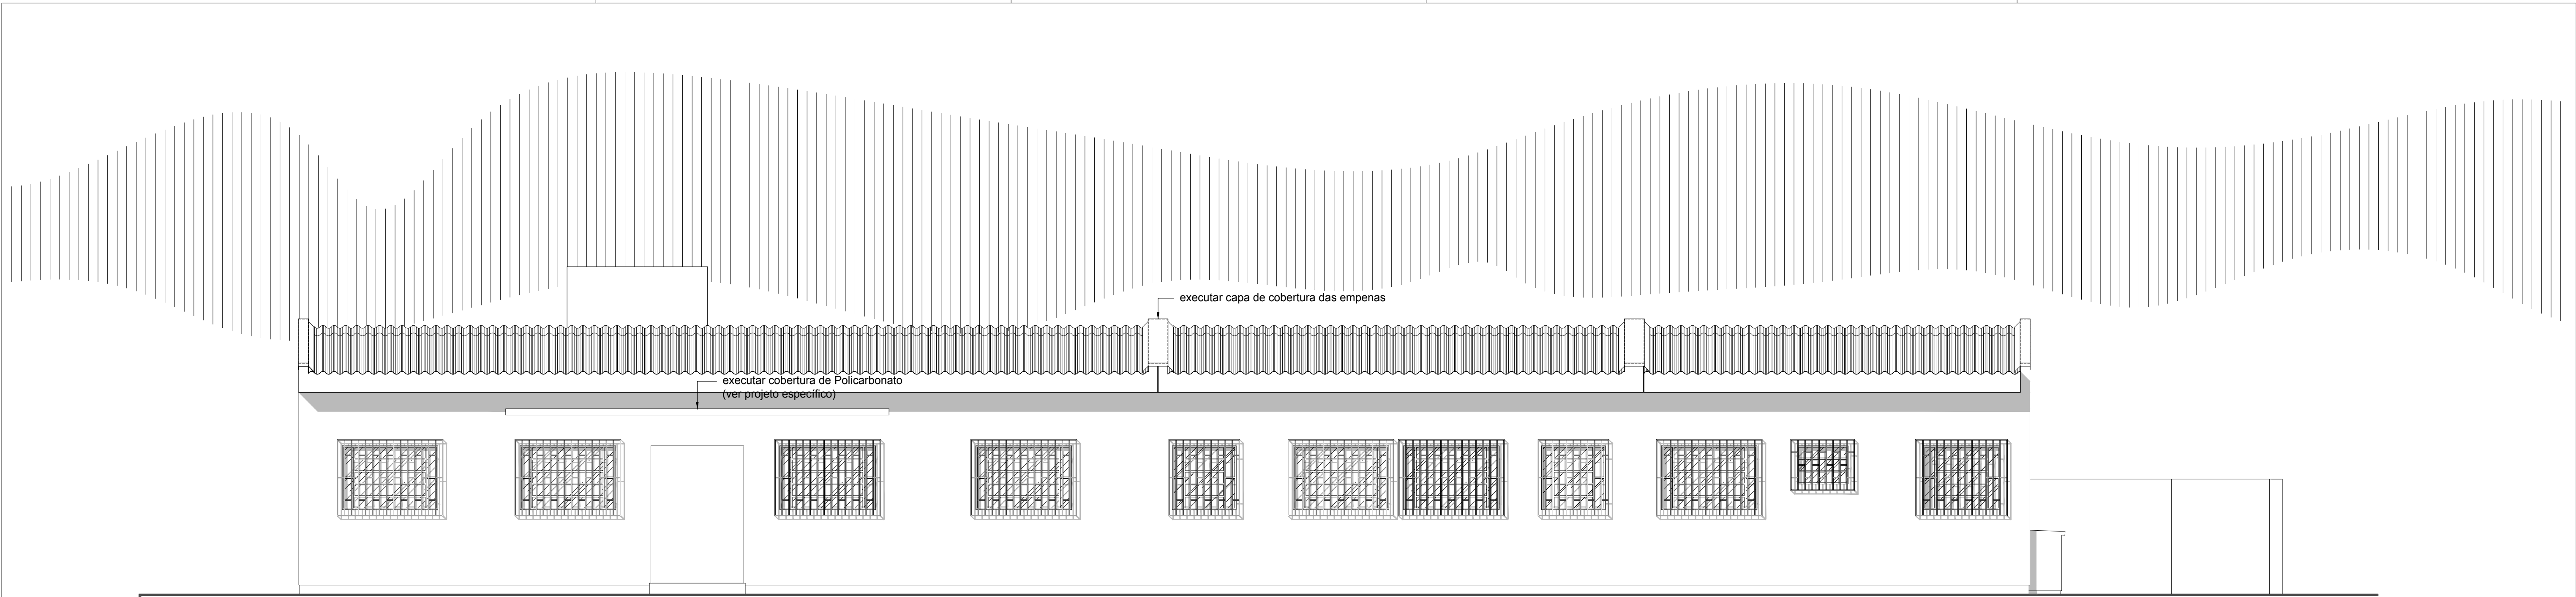 executar capa de cobertura das empenas
executar cobertura de Policarbonato
(ver projeto específico)